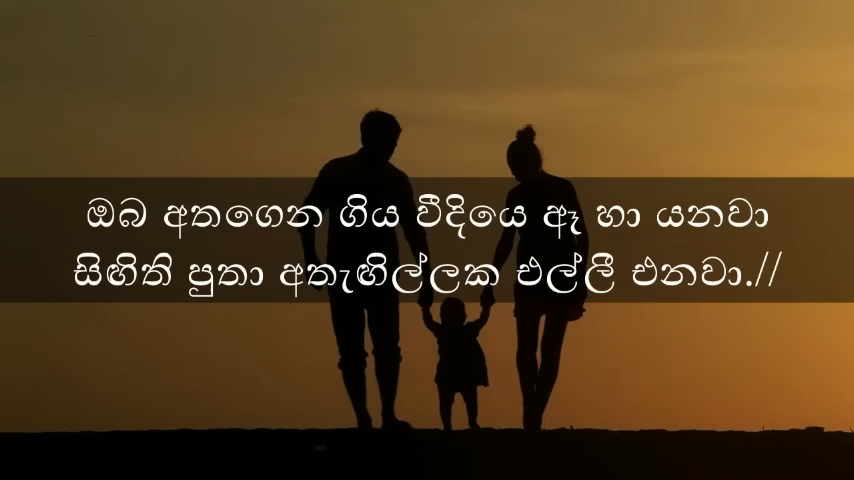 ඔබ අතගෙන ගිය වීදියෙ ඈ හා යනවා
සිඟිති පුතා අතැඟිල්ලක එල්ලී එනවා.//